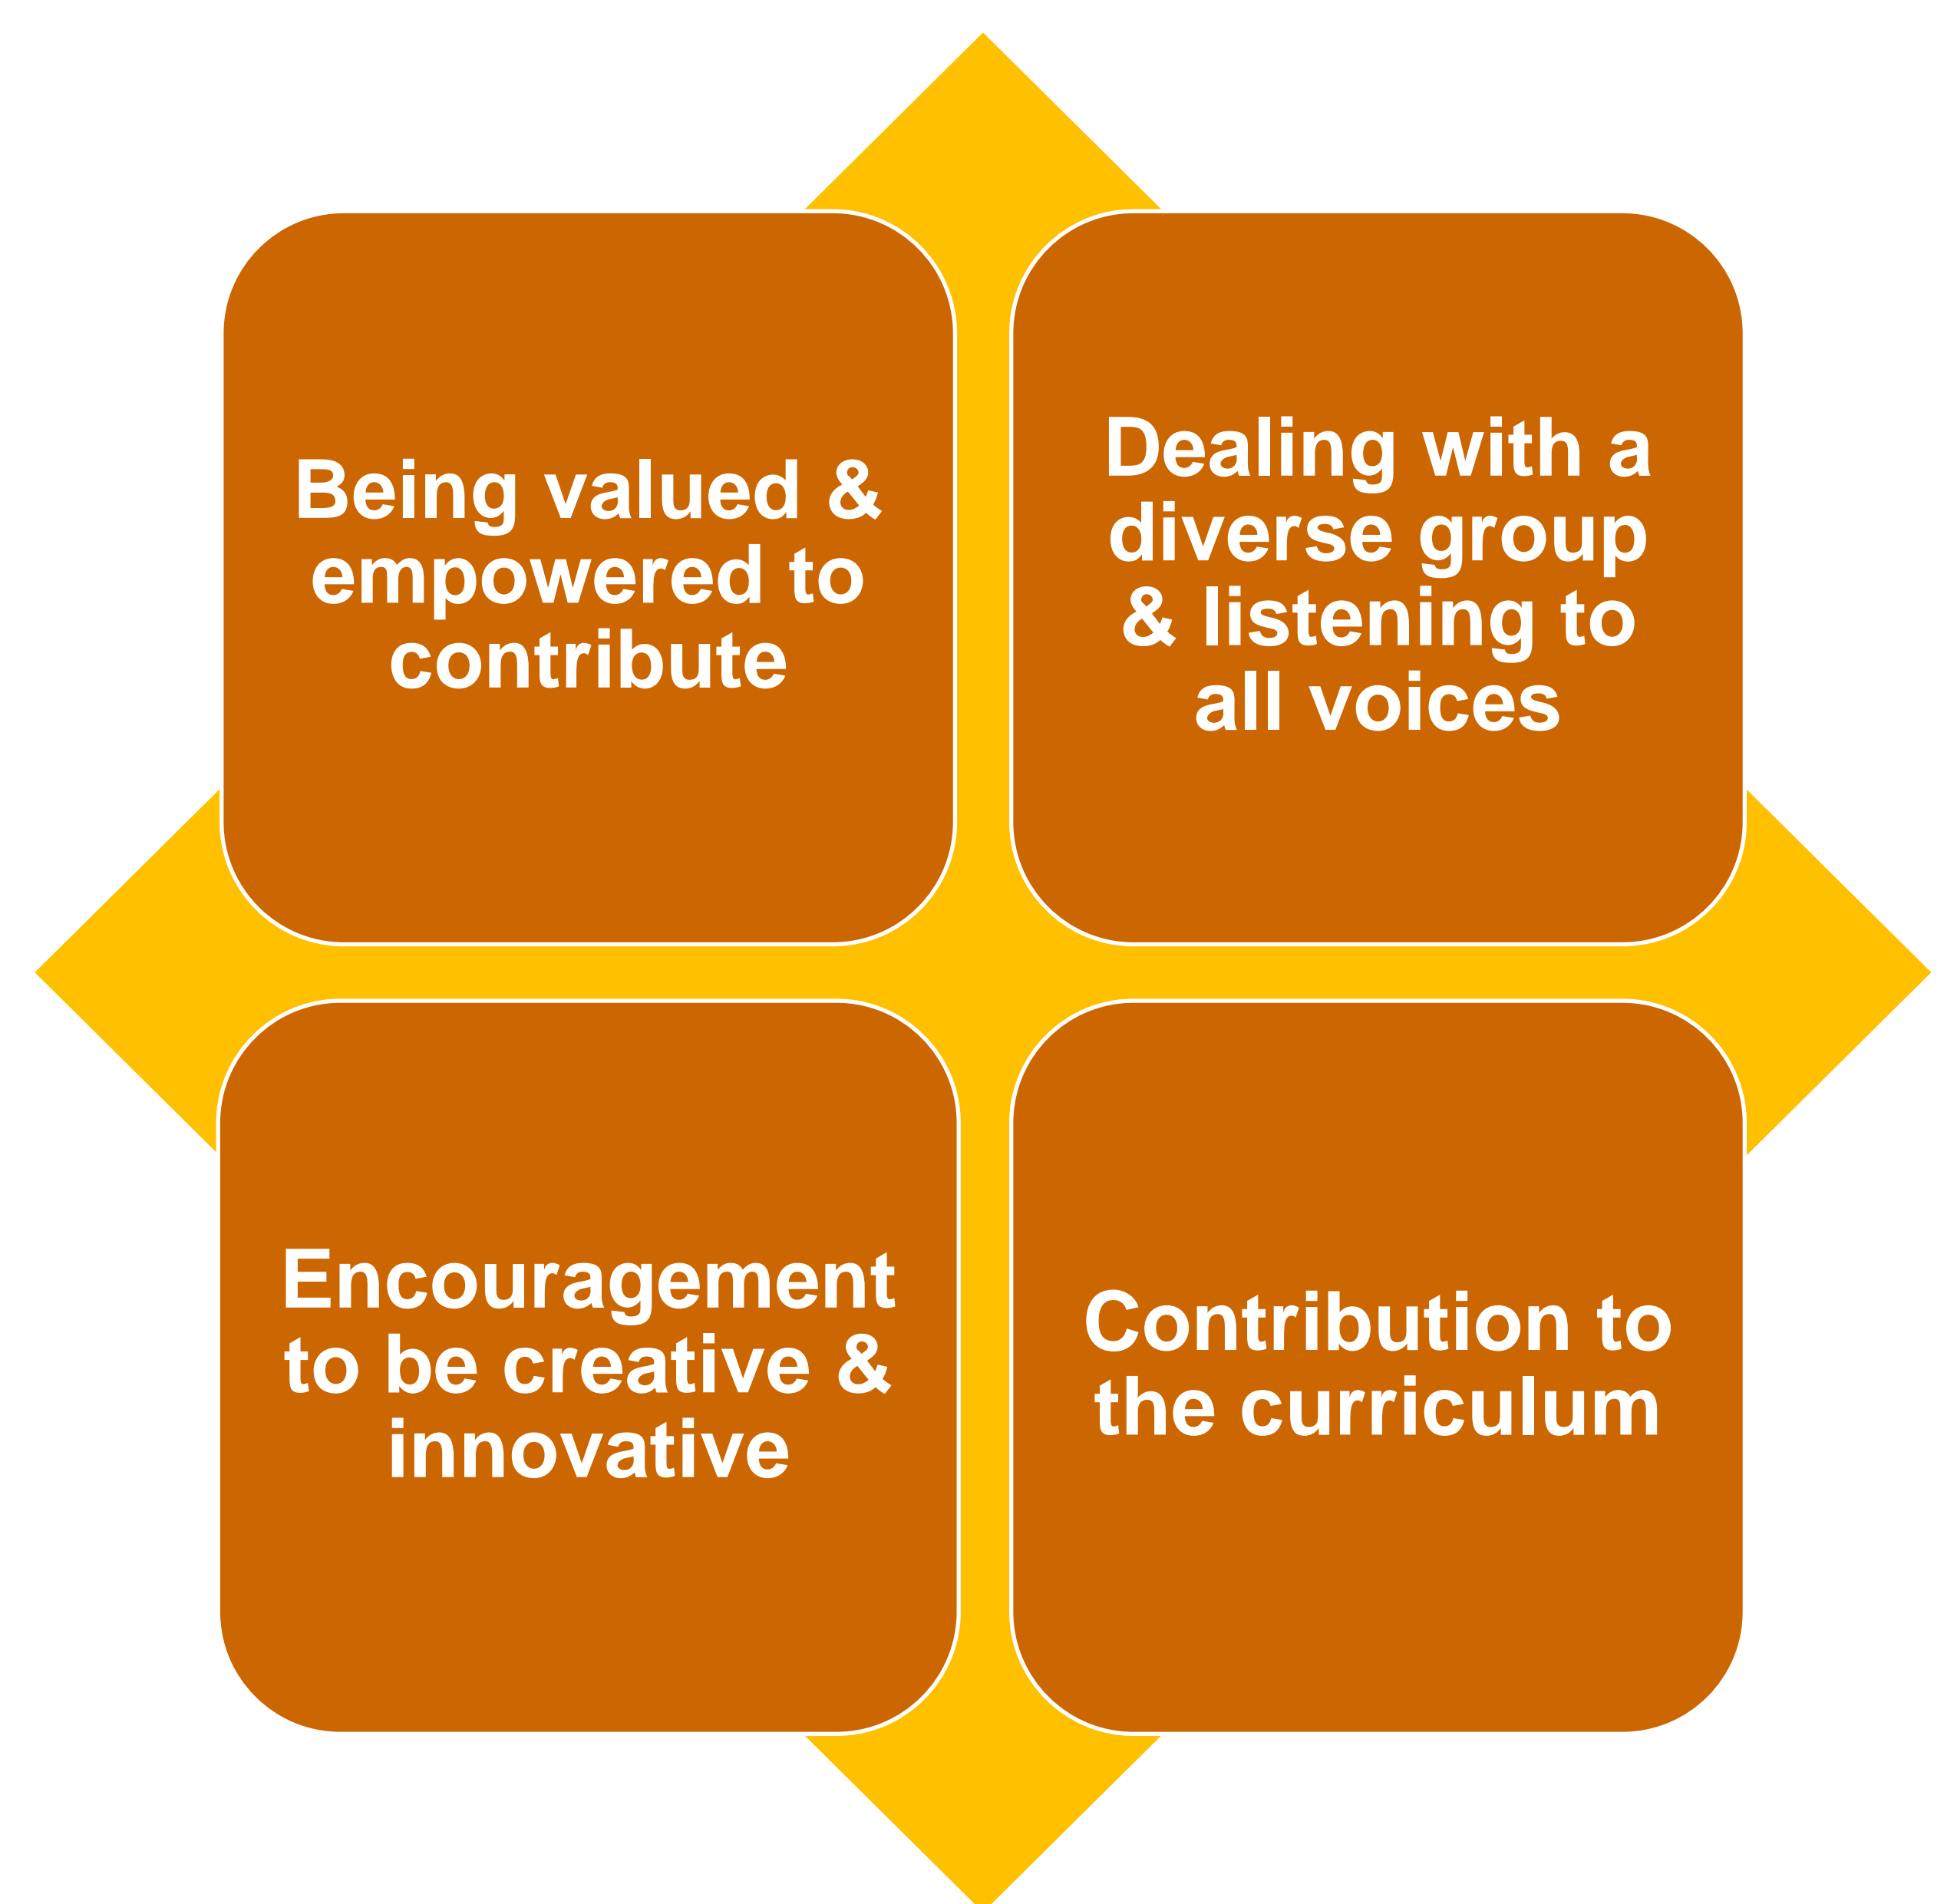 Being valued &
empowered to
contribute
Dealing with a
diverse group
& listening to
all voices
Encouragement
to be creative &
innovative
Contribution to
the curriculum